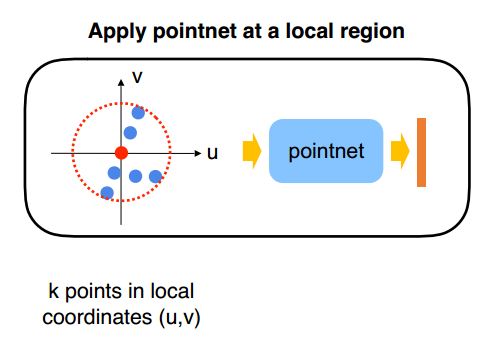 Apply pointnet at a local region
v
u
pointnet
k points in local
coordinates (u,v)